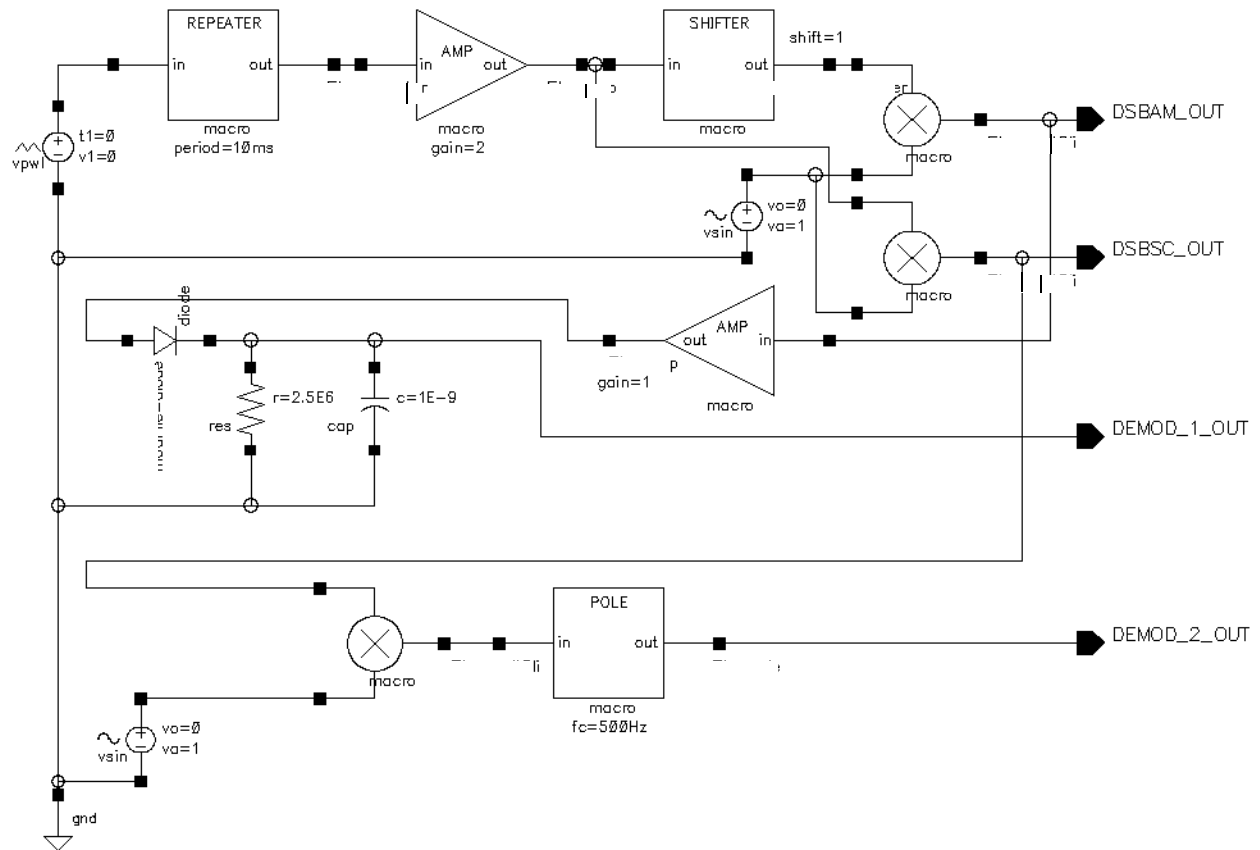 REPEATER
in
out
macro
period=10ms
AMP
in
out
macro
gain=2
SHIFTER
in
out
macro
shift=1
macro
DSBAM_OUT
t1=0
v1=0
vpwl
vo=0
va=1
vsin
macro
DSBSC_OUT
diode
AMP
out
in
p
gain=1
macro
r=2.5E6
res
c=1E-9
cap
DEMOD_1_OUT
macro
POLE
in
out
macro
fc=500Hz
DEMOD_2_OUT
vo=0
va=1
vsin
gnd